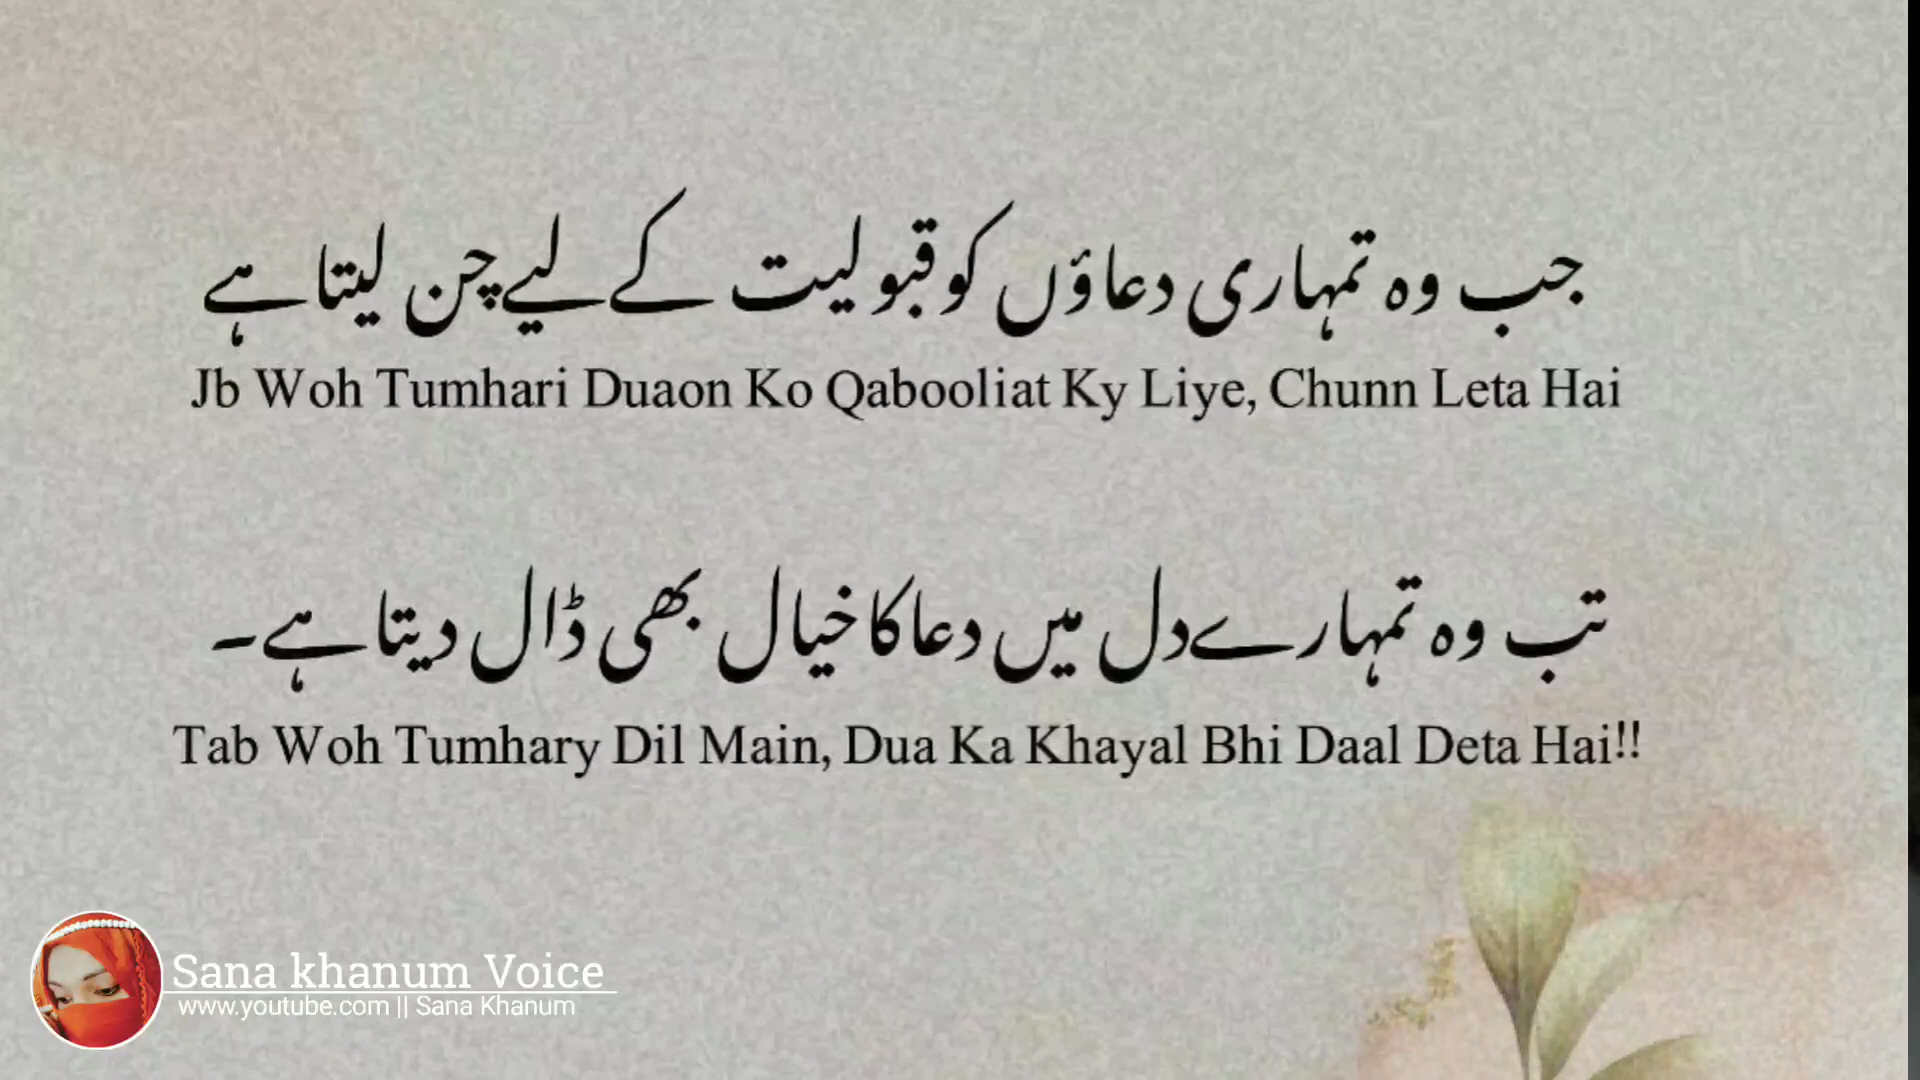 جب وہ تمہاری دعاؤں کو قبولیت کے لیے چن لیتا ہے
Jb Woh Tumhari Duaon Ko Qabooliat Ky Liye, Chunn Leta Hai
تب وہ تمہارے دل میں دعا کا خیال بھی ڈال دیتا ہے۔
Tab Woh Tumhary Dil Main, Dua Ka Khayal Bhi Daal Deta Hai!!
Sana khanum Voice
www.youtube.com || Sana Khanum